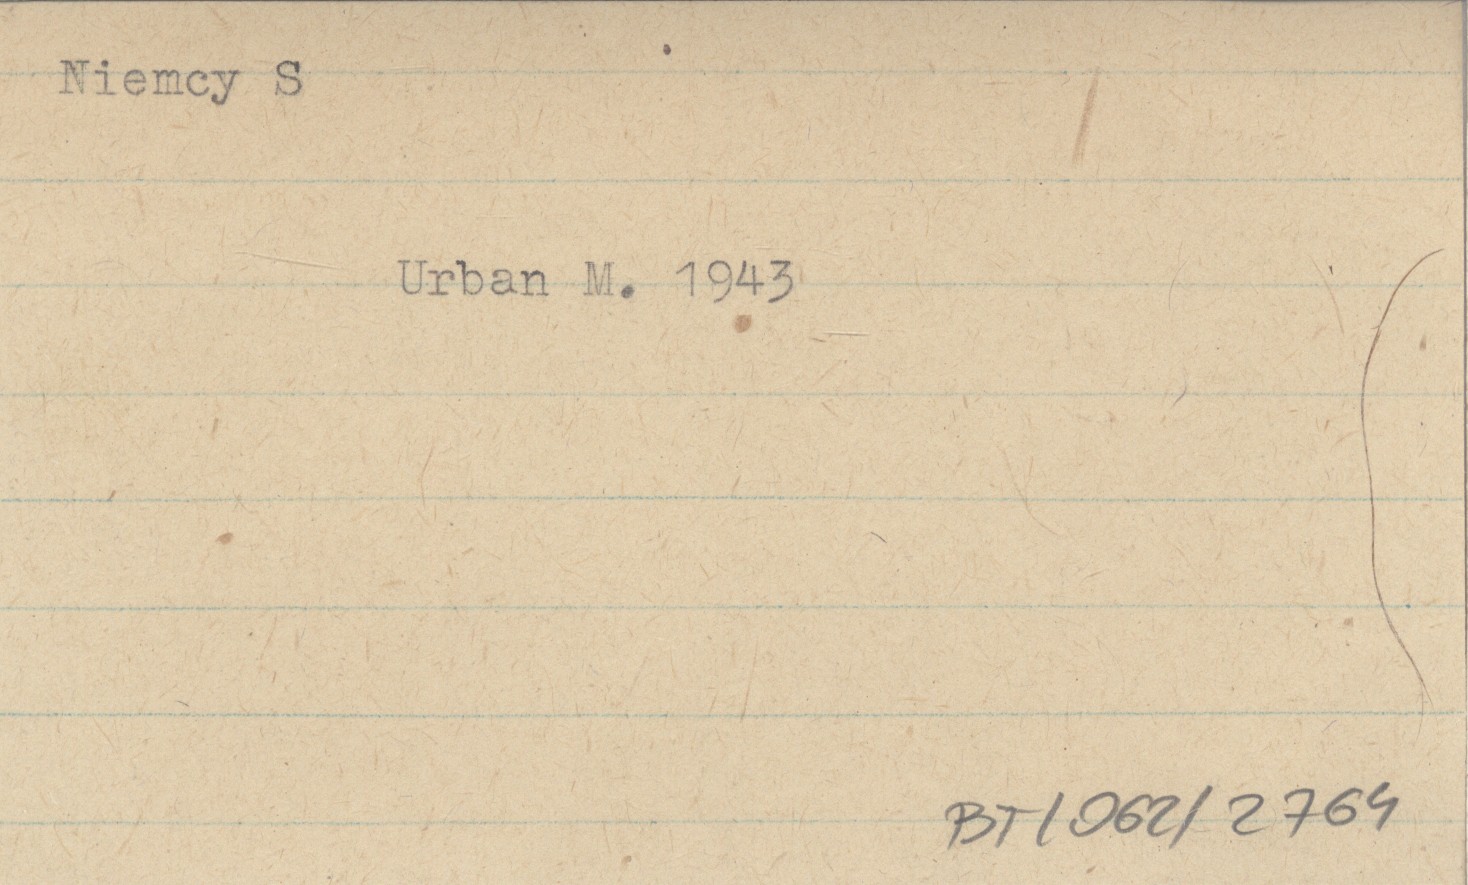 Niemcy S
Urban M. 1943
BT/062/2764